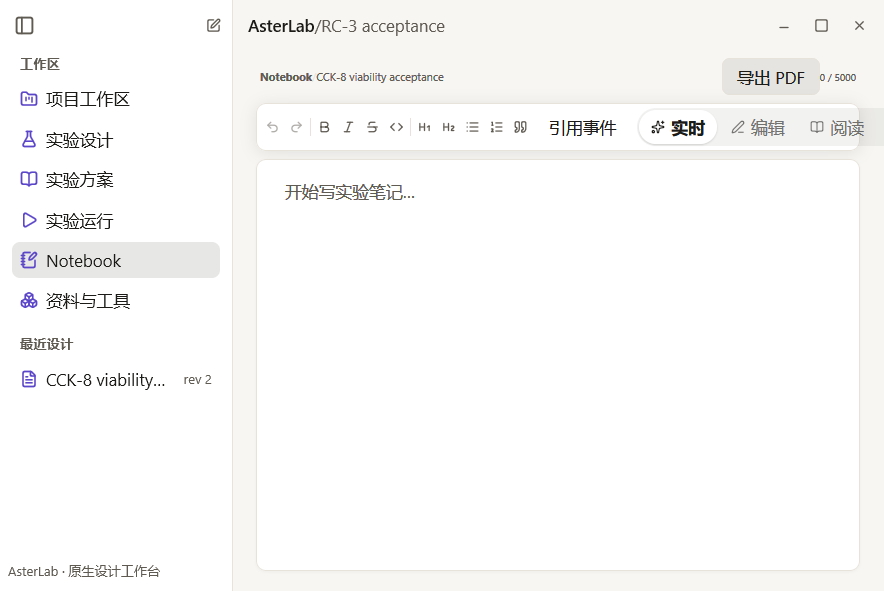 AsterLab/RC-3 acceptance
工作区
项目工作区
实验设计
实验方案
实验运行
Notebook
资料与工具
最近设计
CCK-8 viability... rev 2
AsterLab · 原生设计工作台
Notebook CCK-8 viability acceptance
导出 PDF 0 / 5000
B I S <> H1 H2 引用事件 实时 编辑 阅读
开始写实验笔记...